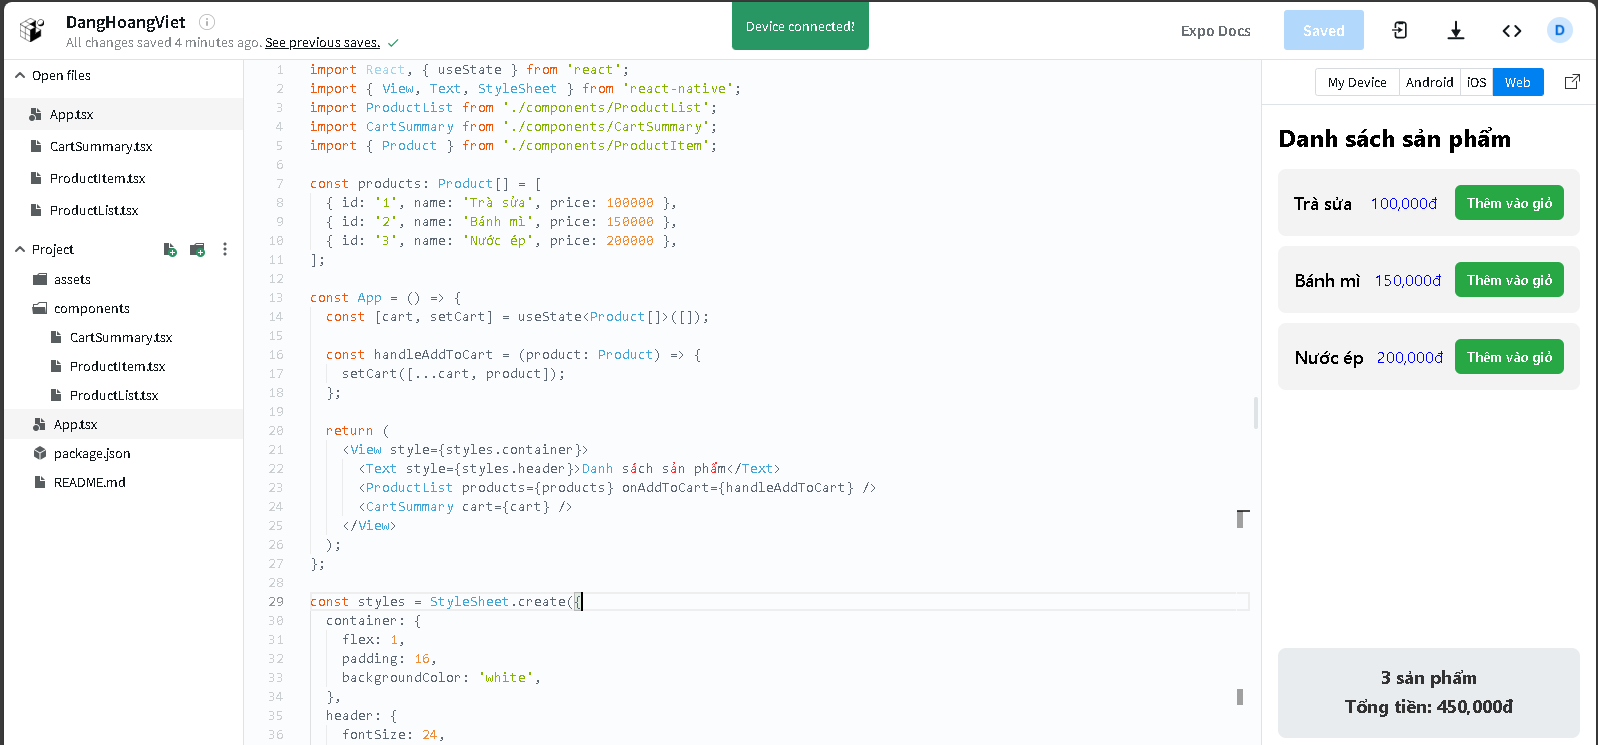 DangHoangViet
All changes saved 4 minutes ago. See previous saves.
Device connected!
Expo Docs
Saved
D
Open files
App.tsx
CartSummary.tsx
ProductItem.tsx
ProductList.tsx
Project
assets
components
CartSummary.tsx
ProductItem.tsx
ProductList.tsx
App.tsx
package.json
README.md
1 import React, { useState } from 'react';
2 import { View, Text, StyleSheet } from 'react-native';
3 import ProductList from './components/ProductList';
4 import CartSummary from './components/CartSummary';
5 import { Product } from './components/ProductItem';
6
7 const products: Product[] = [
8 { id: '1', name: 'Trà sữa', price: 100000 },
9 { id: '2', name: 'Bánh mì', price: 150000 },
10 { id: '3', name: 'Nước ép', price: 200000 },
11 ];
12
13 const App = () => {
14 const [cart, setCart] = useState<Product[]>([]);
15
16 const handleAddToCart = (product: Product) => {
17 setCart([...cart, product]);
18 };
19
20 return (
21 <View style={styles.container}>
22 <Text style={styles.header}>Danh sách sản phẩm</Text>
23 <ProductList products={products} onAddToCart={handleAddToCart} />
24 <CartSummary cart={cart} />
25 </View>
26 );
27 };
28
29 const styles = StyleSheet.create({
30 container: {
31 flex: 1,
32 padding: 16,
33 backgroundColor: 'white',
34 },
35 header: {
36 fontSize: 24,
My Device Android iOS Web
Danh sách sản phẩm
Trà sữa 100,000đ Thêm vào giỏ
Bánh mì 150,000đ Thêm vào giỏ
Nước ép 200,000đ Thêm vào giỏ
3 sản phẩm
Tổng tiền: 450,000đ